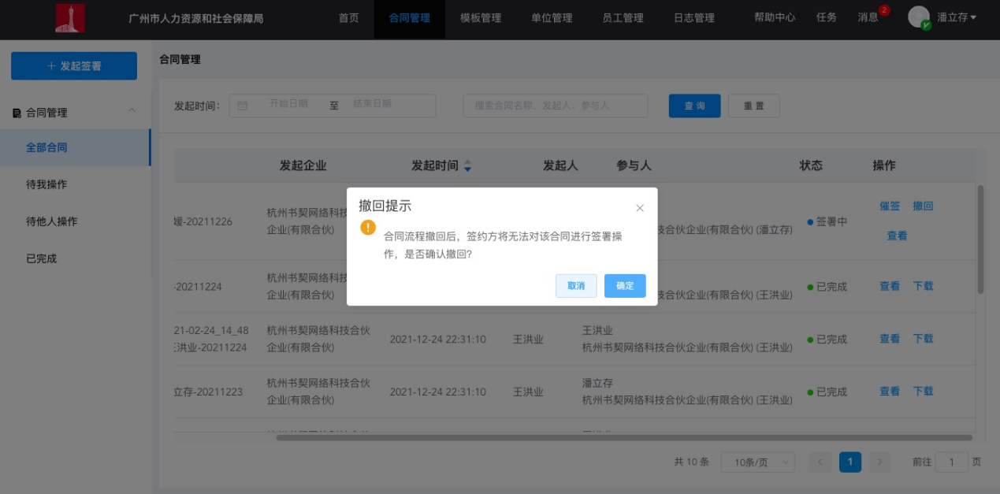 广州市人力资源和社会保障局
首页
合同管理
模板管理
单位管理
员工管理
日志管理
帮助中心
任务
消息
2
潘立存
发起签署
合同管理
全部合同
待我操作
待他人操作
已完成
合同管理
发起时间：
开始日期
至
结束日期
搜索合同名称、发起人、参与人
查 询
重 置
发起企业
发起时间
发起人
参与人
状态
操作
媛-20211226
杭州书契网络科技
企业(有限合伙)
技合伙企业(有限合伙) (潘立存)
签署中
催签
撤回
查看
撤回提示
合同流程撤回后，签约方将无法对该合同进行签署操
作，是否确认撤回？
取消
确定
-20211224
杭州书契网络科技
企业(有限合伙)
技合伙企业(有限合伙) (王洪业)
已完成
查看
下载
21-02-24_14_48
洪业-20211224
杭州书契网络科技合伙
企业(有限合伙)
2021-12-24 22:31:10
王洪业
王洪业
杭州书契网络科技合伙企业(有限合伙) (王洪业)
已完成
查看
下载
立存-20211223
杭州书契网络科技合伙
企业(有限合伙)
2021-12-24 22:31:10
王洪业
潘立存
杭州书契网络科技合伙企业(有限合伙) (王洪业)
已完成
查看
下载
共 10 条
10条/页
1
前往
1
页